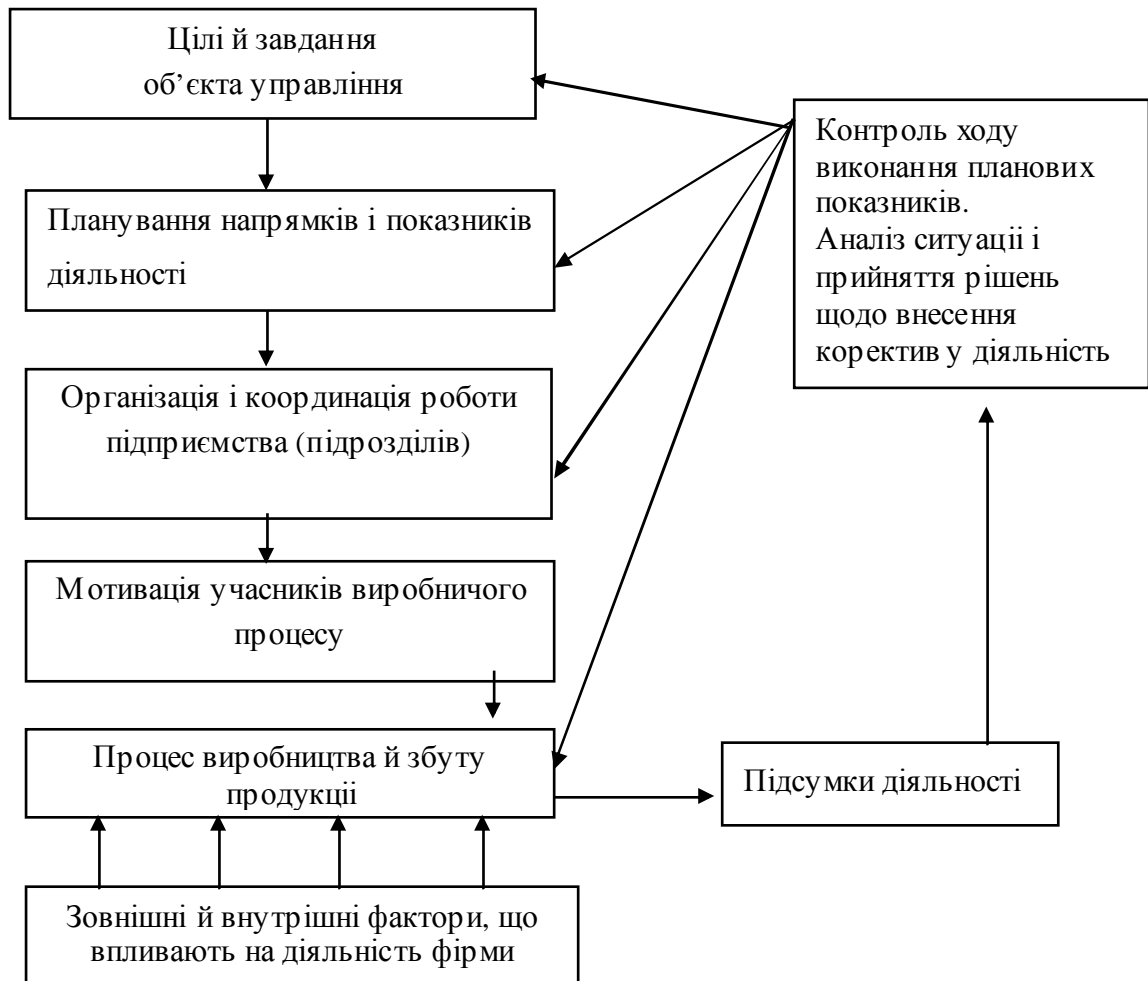 Цілі й завдання
об’єкта управління
Контроль ходу
виконання планових
показників.
Аналіз ситуаціі і
прийняття рішень
щодо внесення
коректив у діяльність
Планування напрямків і показників
діяльності
Організація і координація роботи
підприємства (підрозділів)
Мотивація учасників виробничого
процесу
Процес виробництва й збуту
продукціі
Підсумки діяльності
Зовнішні й внутрішні фактори, що
впливають на діяльність фірми